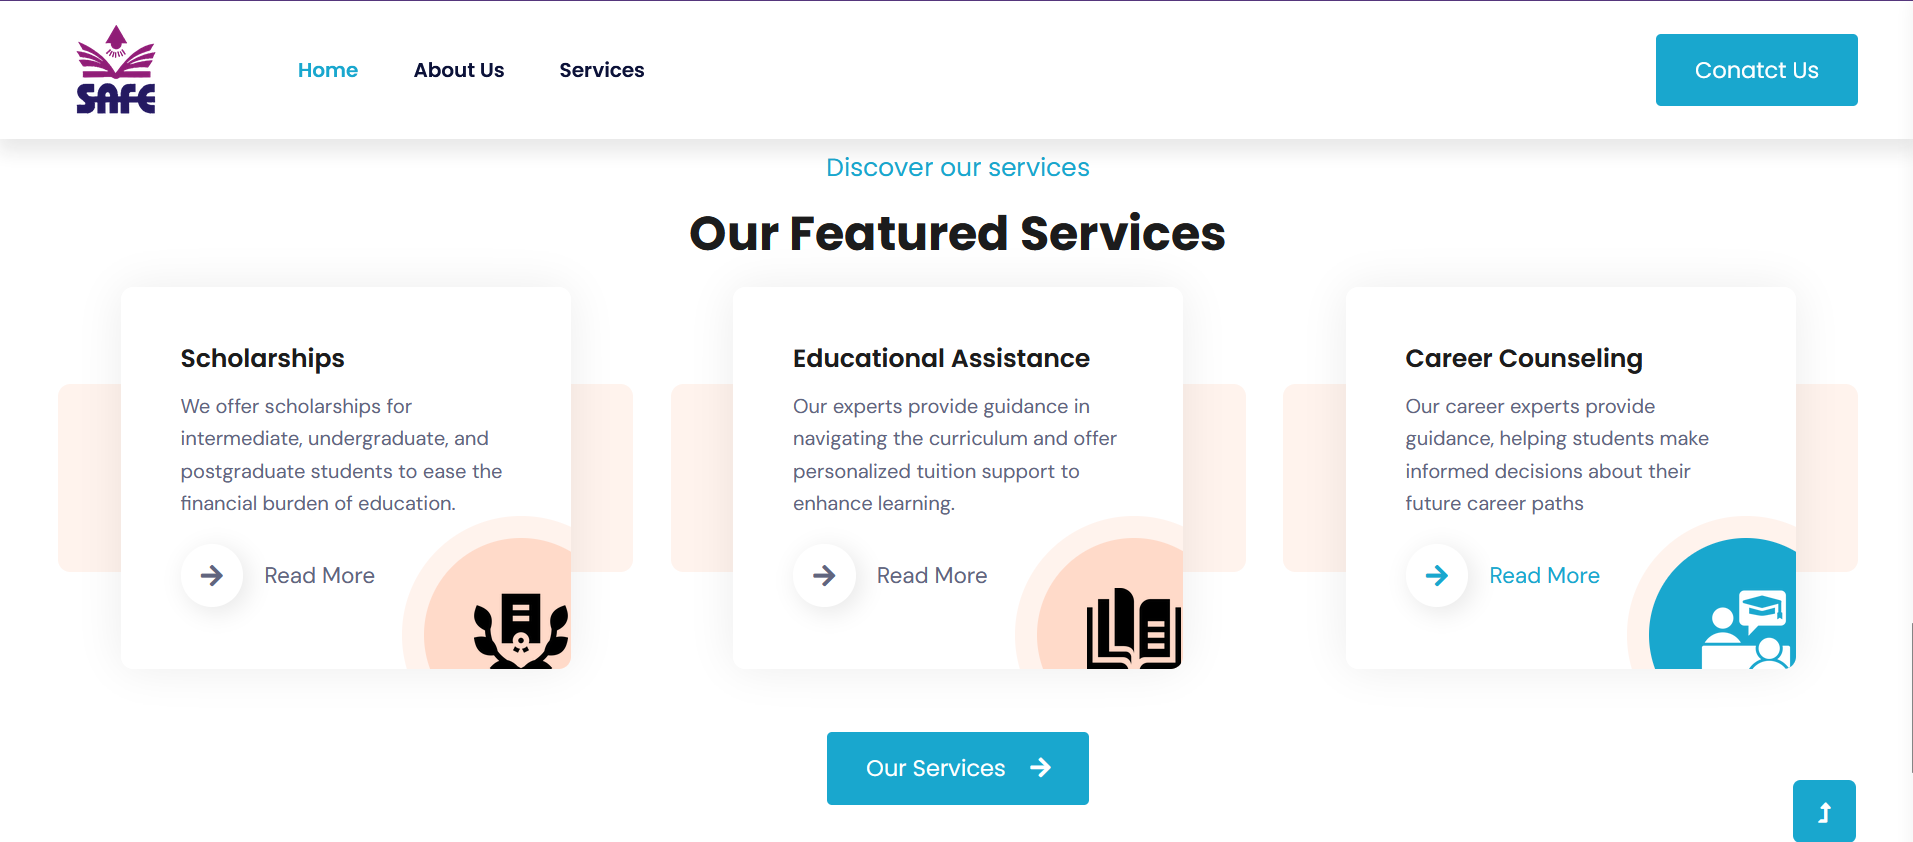 SAFE
Home
About Us
Services
Conatct Us
Discover our services
Our Featured Services
Scholarships
We offer scholarships for
intermediate, undergraduate, and
postgraduate students to ease the
financial burden of education.
Read More
Educational Assistance
Our experts provide guidance in
navigating the curriculum and offer
personalized tuition support to
enhance learning.
Read More
Career Counseling
Our career experts provide
guidance, helping students make
informed decisions about their
future career paths
Read More
Our Services